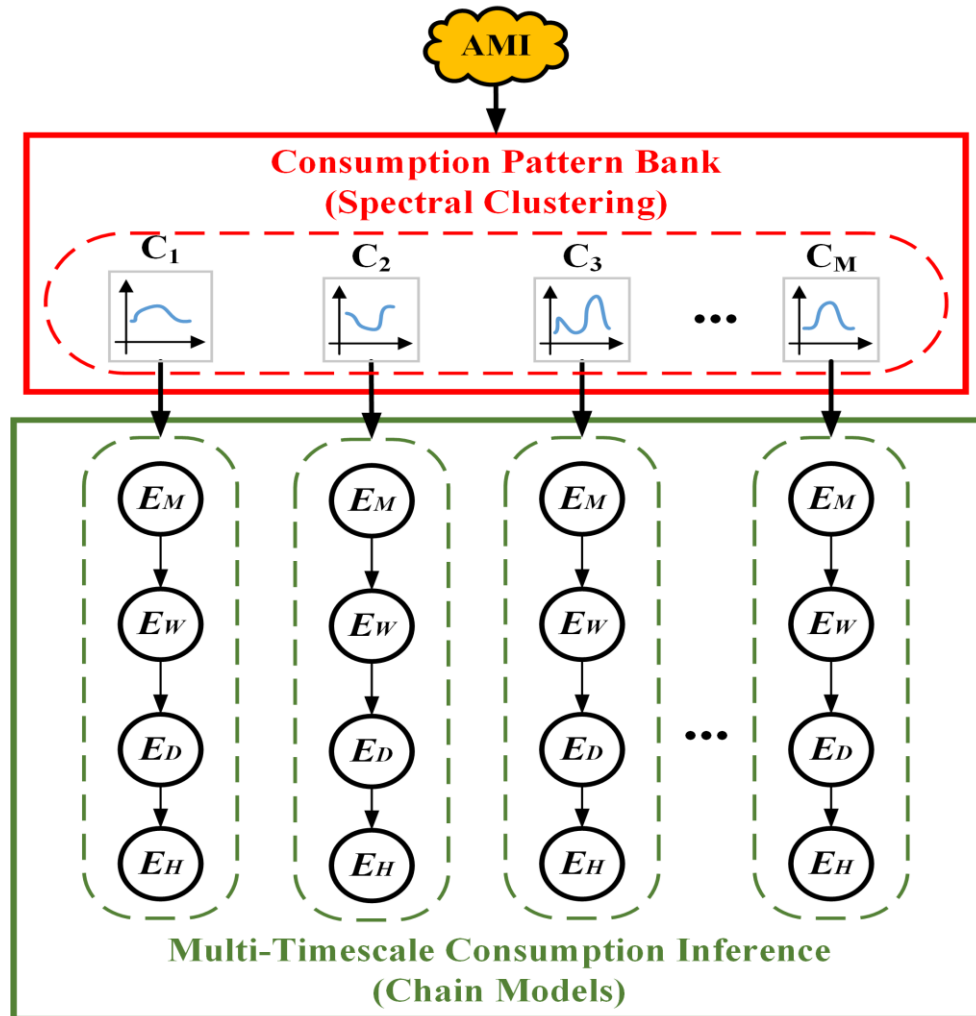 AMI
Consumption Pattern Bank
(Spectral Clustering)
C1 C2 C3 ... CM
EM EM EM EM
EW EW EW EW
ED ED ED ... ED
EH EH EH EH
Multi-Timescale Consumption Inference
(Chain Models)